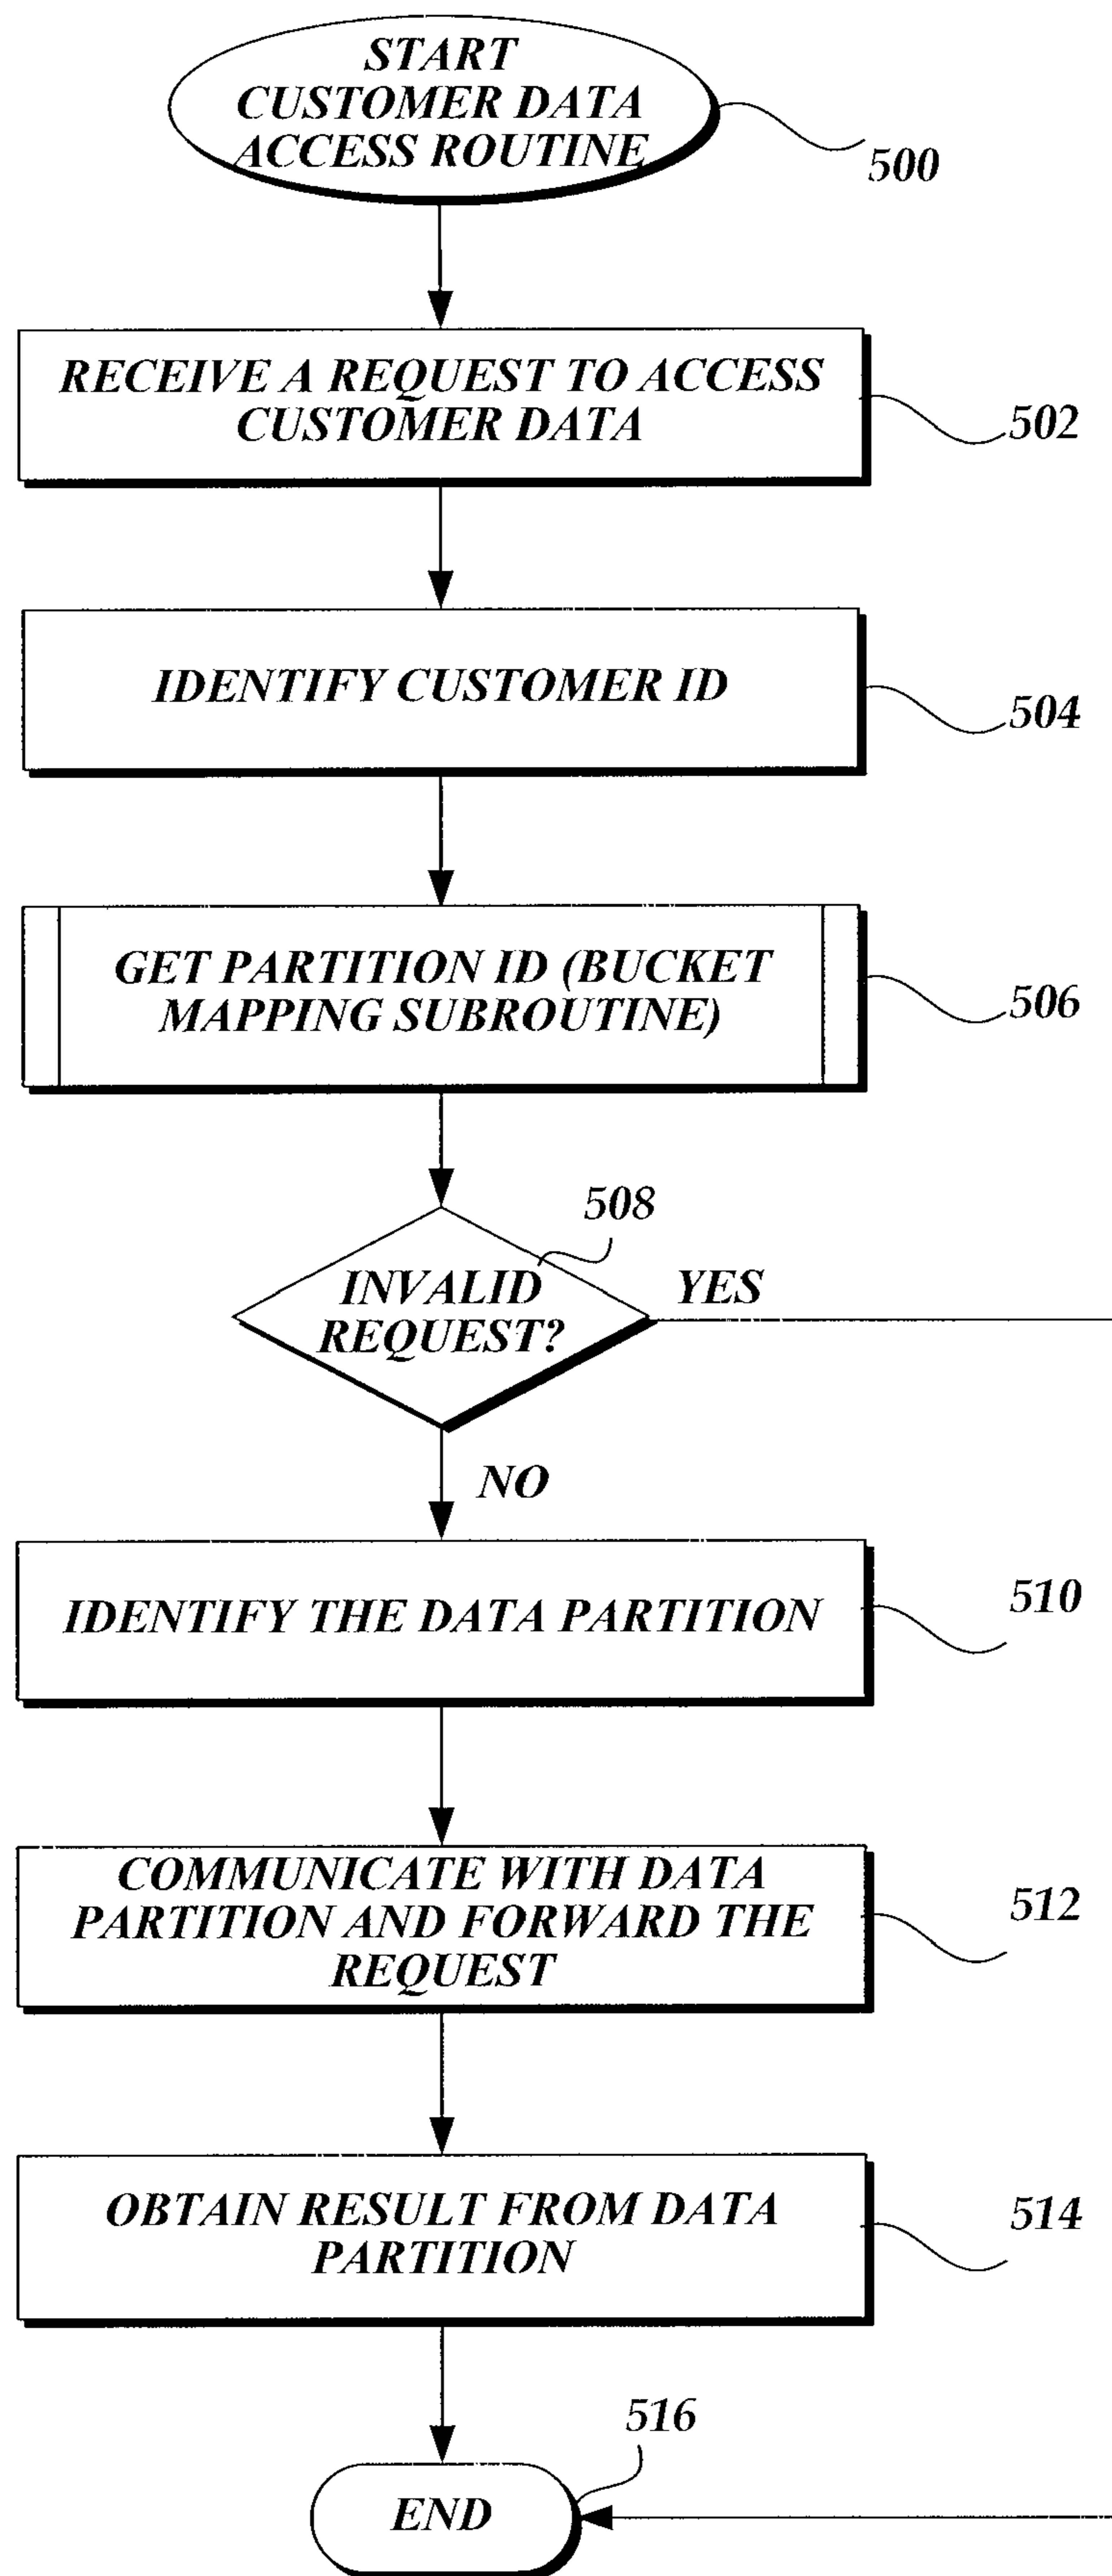 START
CUSTOMER DATA
ACCESS ROUTINE
500
RECEIVE A REQUEST TO ACCESS
CUSTOMER DATA
502
IDENTIFY CUSTOMER ID
504
GET PARTITION ID (BUCKET
MAPPING SUBROUTINE)
506
508
INVALID
REQUEST?
YES
NO
IDENTIFY THE DATA PARTITION
510
COMMUNICATE WITH DATA
PARTITION AND FORWARD THE
REQUEST
512
OBTAIN RESULT FROM DATA
PARTITION
514
516
END